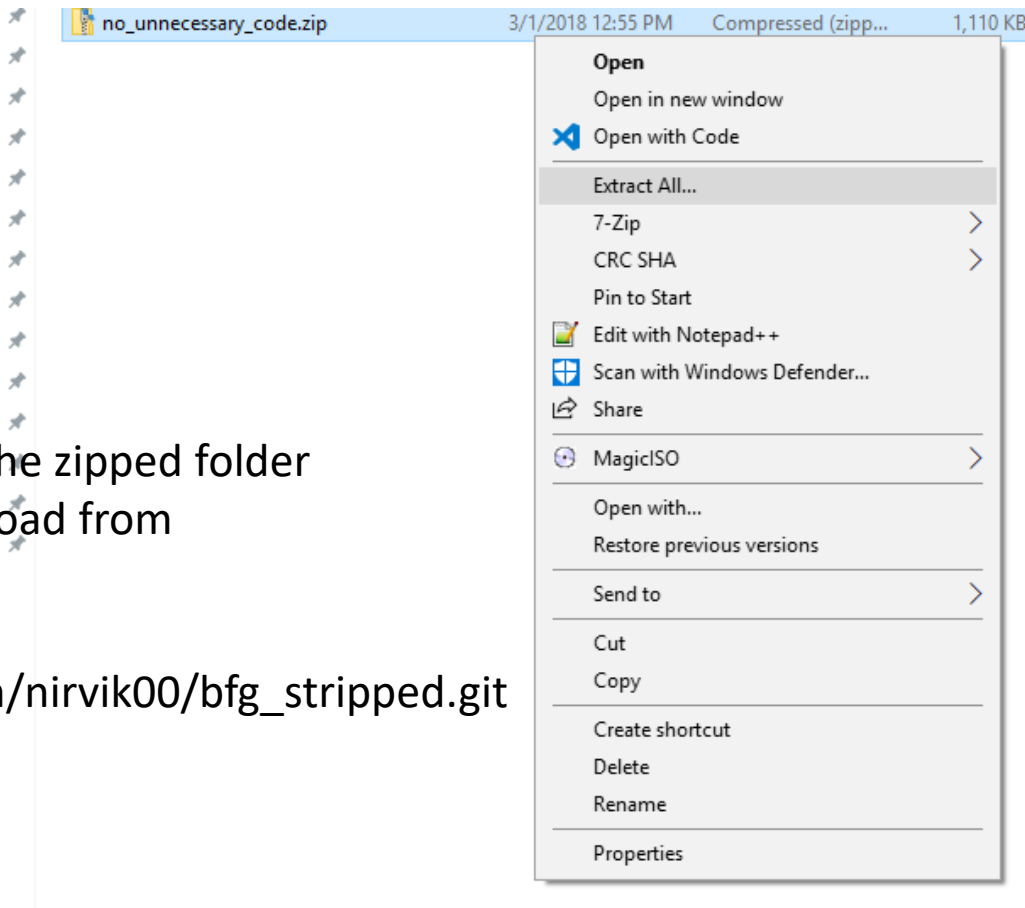 no_unnecessary_code.zip 3/1/2018 12:55 PM Compressed (zipp... 1,110 KB
Open
Open in new window
Open with Code
Extract All...
7-Zip
CRC SHA
Pin to Start
Edit with Notepad++
Scan with Windows Defender...
Share
he zipped folder
MagicISO
oad from
Open with...
Restore previous versions
Send to
Cut
/nirvik00/bfg_stripped.git
Copy
Create shortcut
Delete
Rename
Properties